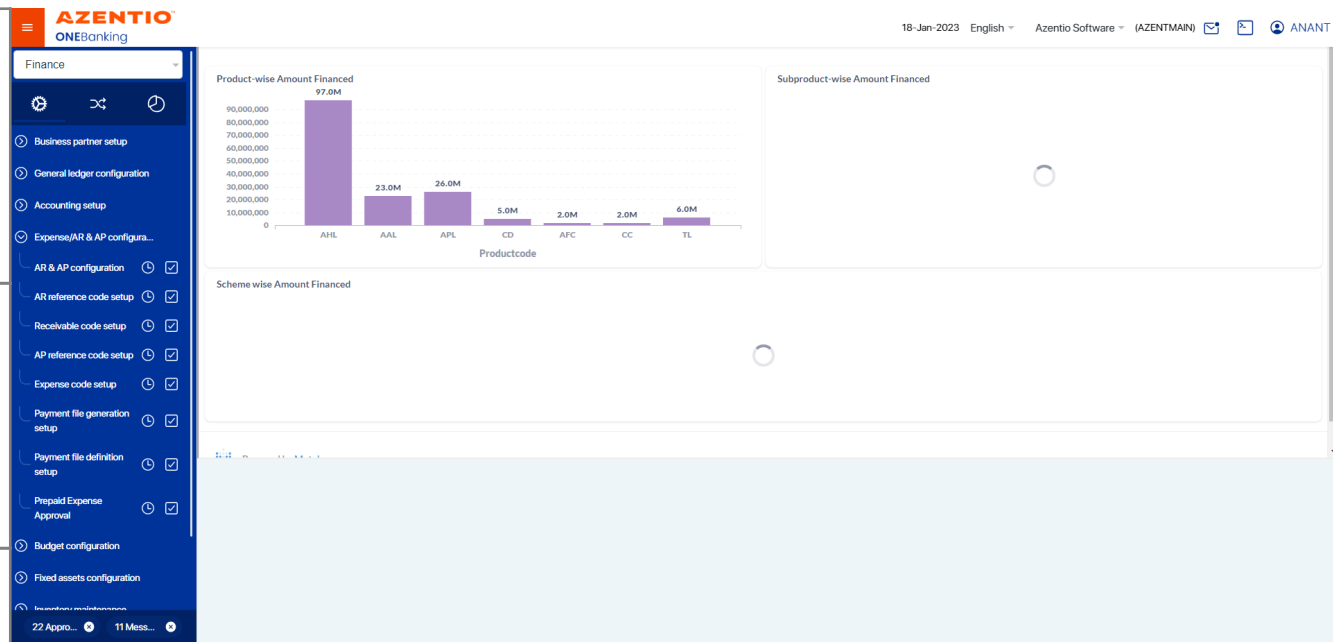 AZENTIO
ONEBanking
18-Jan-2023 English Azentio Software (AZENTMAIN) ANANT
Finance
Business partner setup
General ledger configuration
Accounting setup
Expense/AR & AP configura...
AR & AP configuration
AR reference code setup
Receivable code setup
AP reference code setup
Expense code setup
Payment file generation
setup
Payment file definition
setup
Prepaid Expense
Approval
Budget configuration
Fixed assets configuration
Inventory maintenance
22 Appro... 11 Mess...
Product-wise Amount Financed
97.0M
90,000,000
80,000,000
70,000,000
60,000,000
50,000,000
40,000,000
30,000,000
20,000,000
10,000,000
0
23.0M
26.0M
5.0M
2.0M
2.0M
6.0M
AHL AAL APL CD AFC CC TL
Productcode
Subproduct-wise Amount Financed
Scheme wise Amount Financed